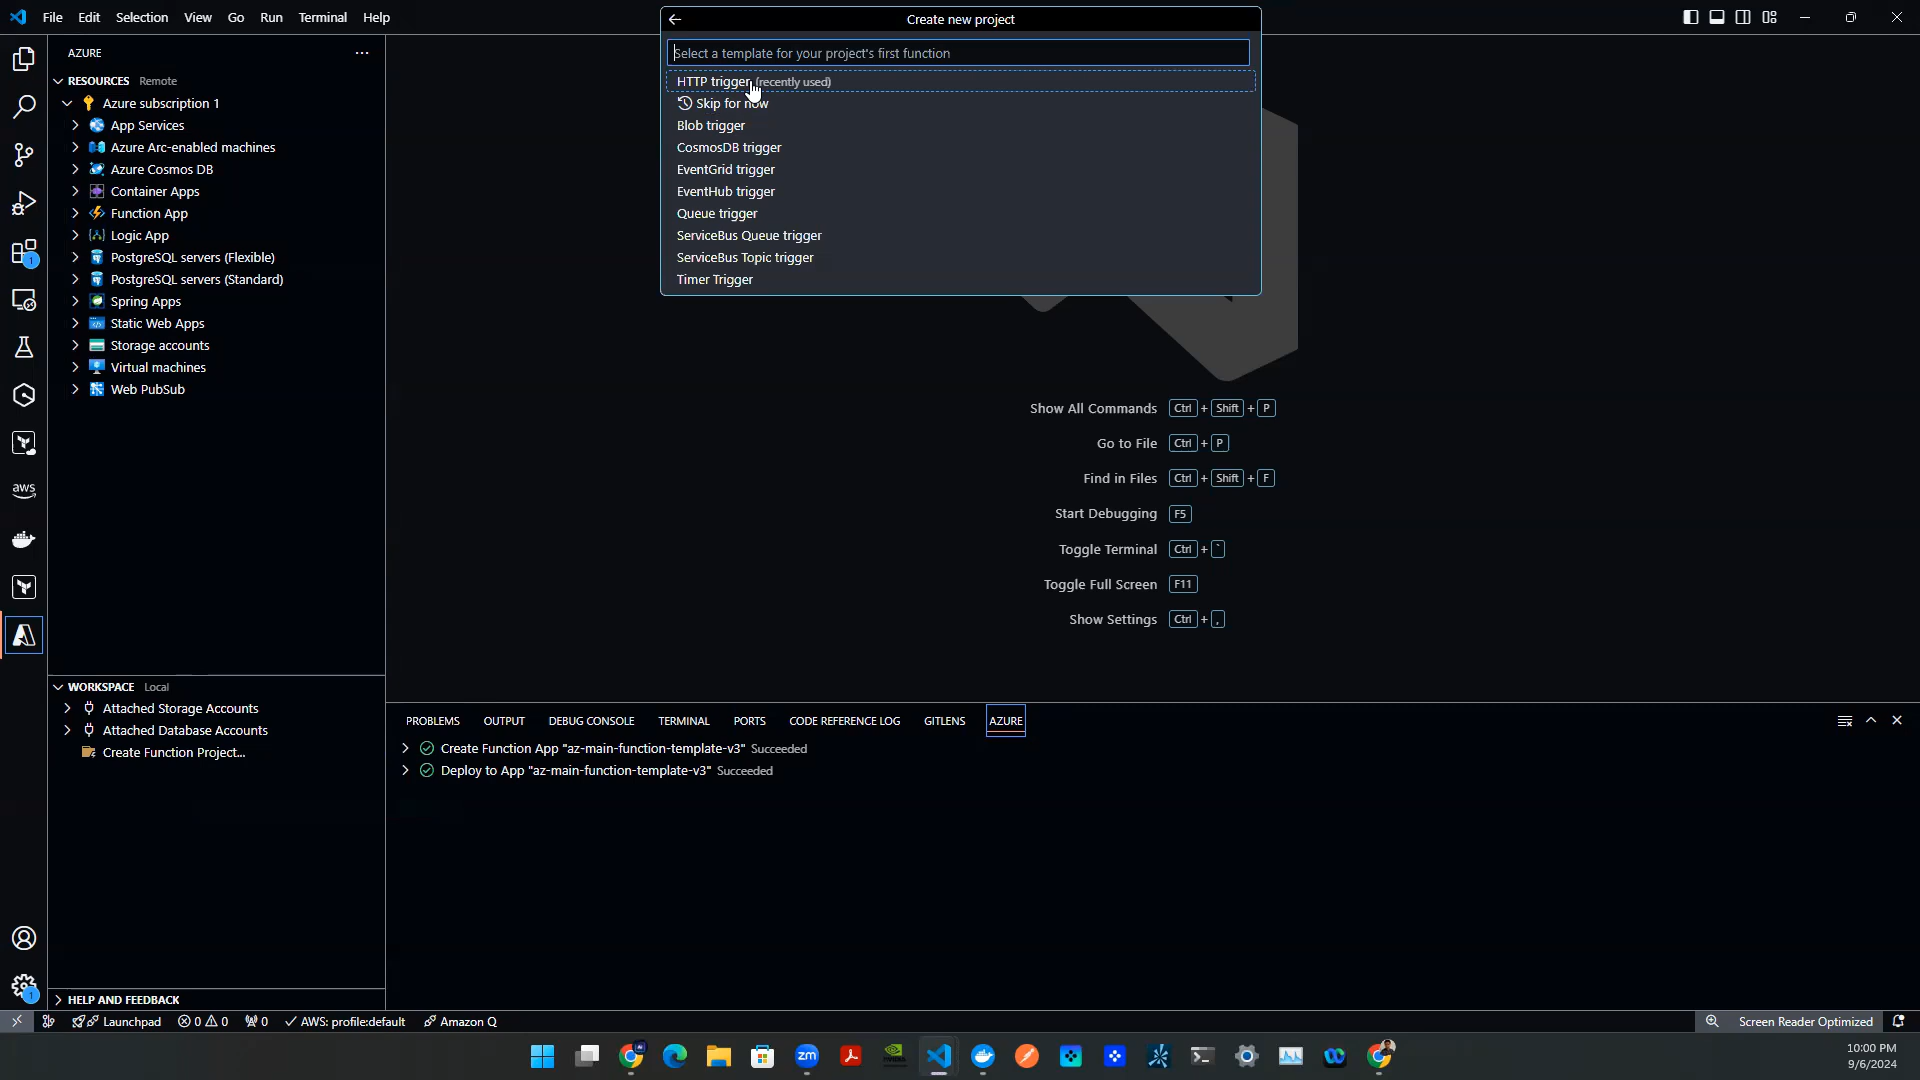 File Edit Selection View Go Run Terminal Help
Create new project
Select a template for your project's first function
HTTP trigger (recently used)
Skip for now
Blob trigger
CosmosDB trigger
EventGrid trigger
EventHub trigger
Queue trigger
ServiceBus Queue trigger
ServiceBus Topic trigger
Timer Trigger
AZURE
RESOURCES Remote
Azure subscription 1
App Services
Azure Arc-enabled machines
Azure Cosmos DB
Container Apps
Function App
Logic App
PostgreSQL servers (Flexible)
PostgreSQL servers (Standard)
Spring Apps
Static Web Apps
Storage accounts
Virtual machines
Web PubSub
1
aws
Show All Commands Ctrl + Shift + P
Go to File Ctrl + P
Find in Files Ctrl + Shift + F
Start Debugging F5
Toggle Terminal Ctrl + `
Toggle Full Screen F11
Show Settings Ctrl + ,
WORKSPACE Local
Attached Storage Accounts
Attached Database Accounts
Create Function Project...
PROBLEMS OUTPUT DEBUG CONSOLE TERMINAL PORTS CODE REFERENCE LOG GITLENS AZURE
Create Function App "az-main-function-template-v3" Succeeded
Deploy to App "az-main-function-template-v3" Succeeded
1
HELP AND FEEDBACK
Launchpad 0 0 0 AWS: profile:default Amazon Q Screen Reader Optimized
zm
10:00 PM
9/6/2024